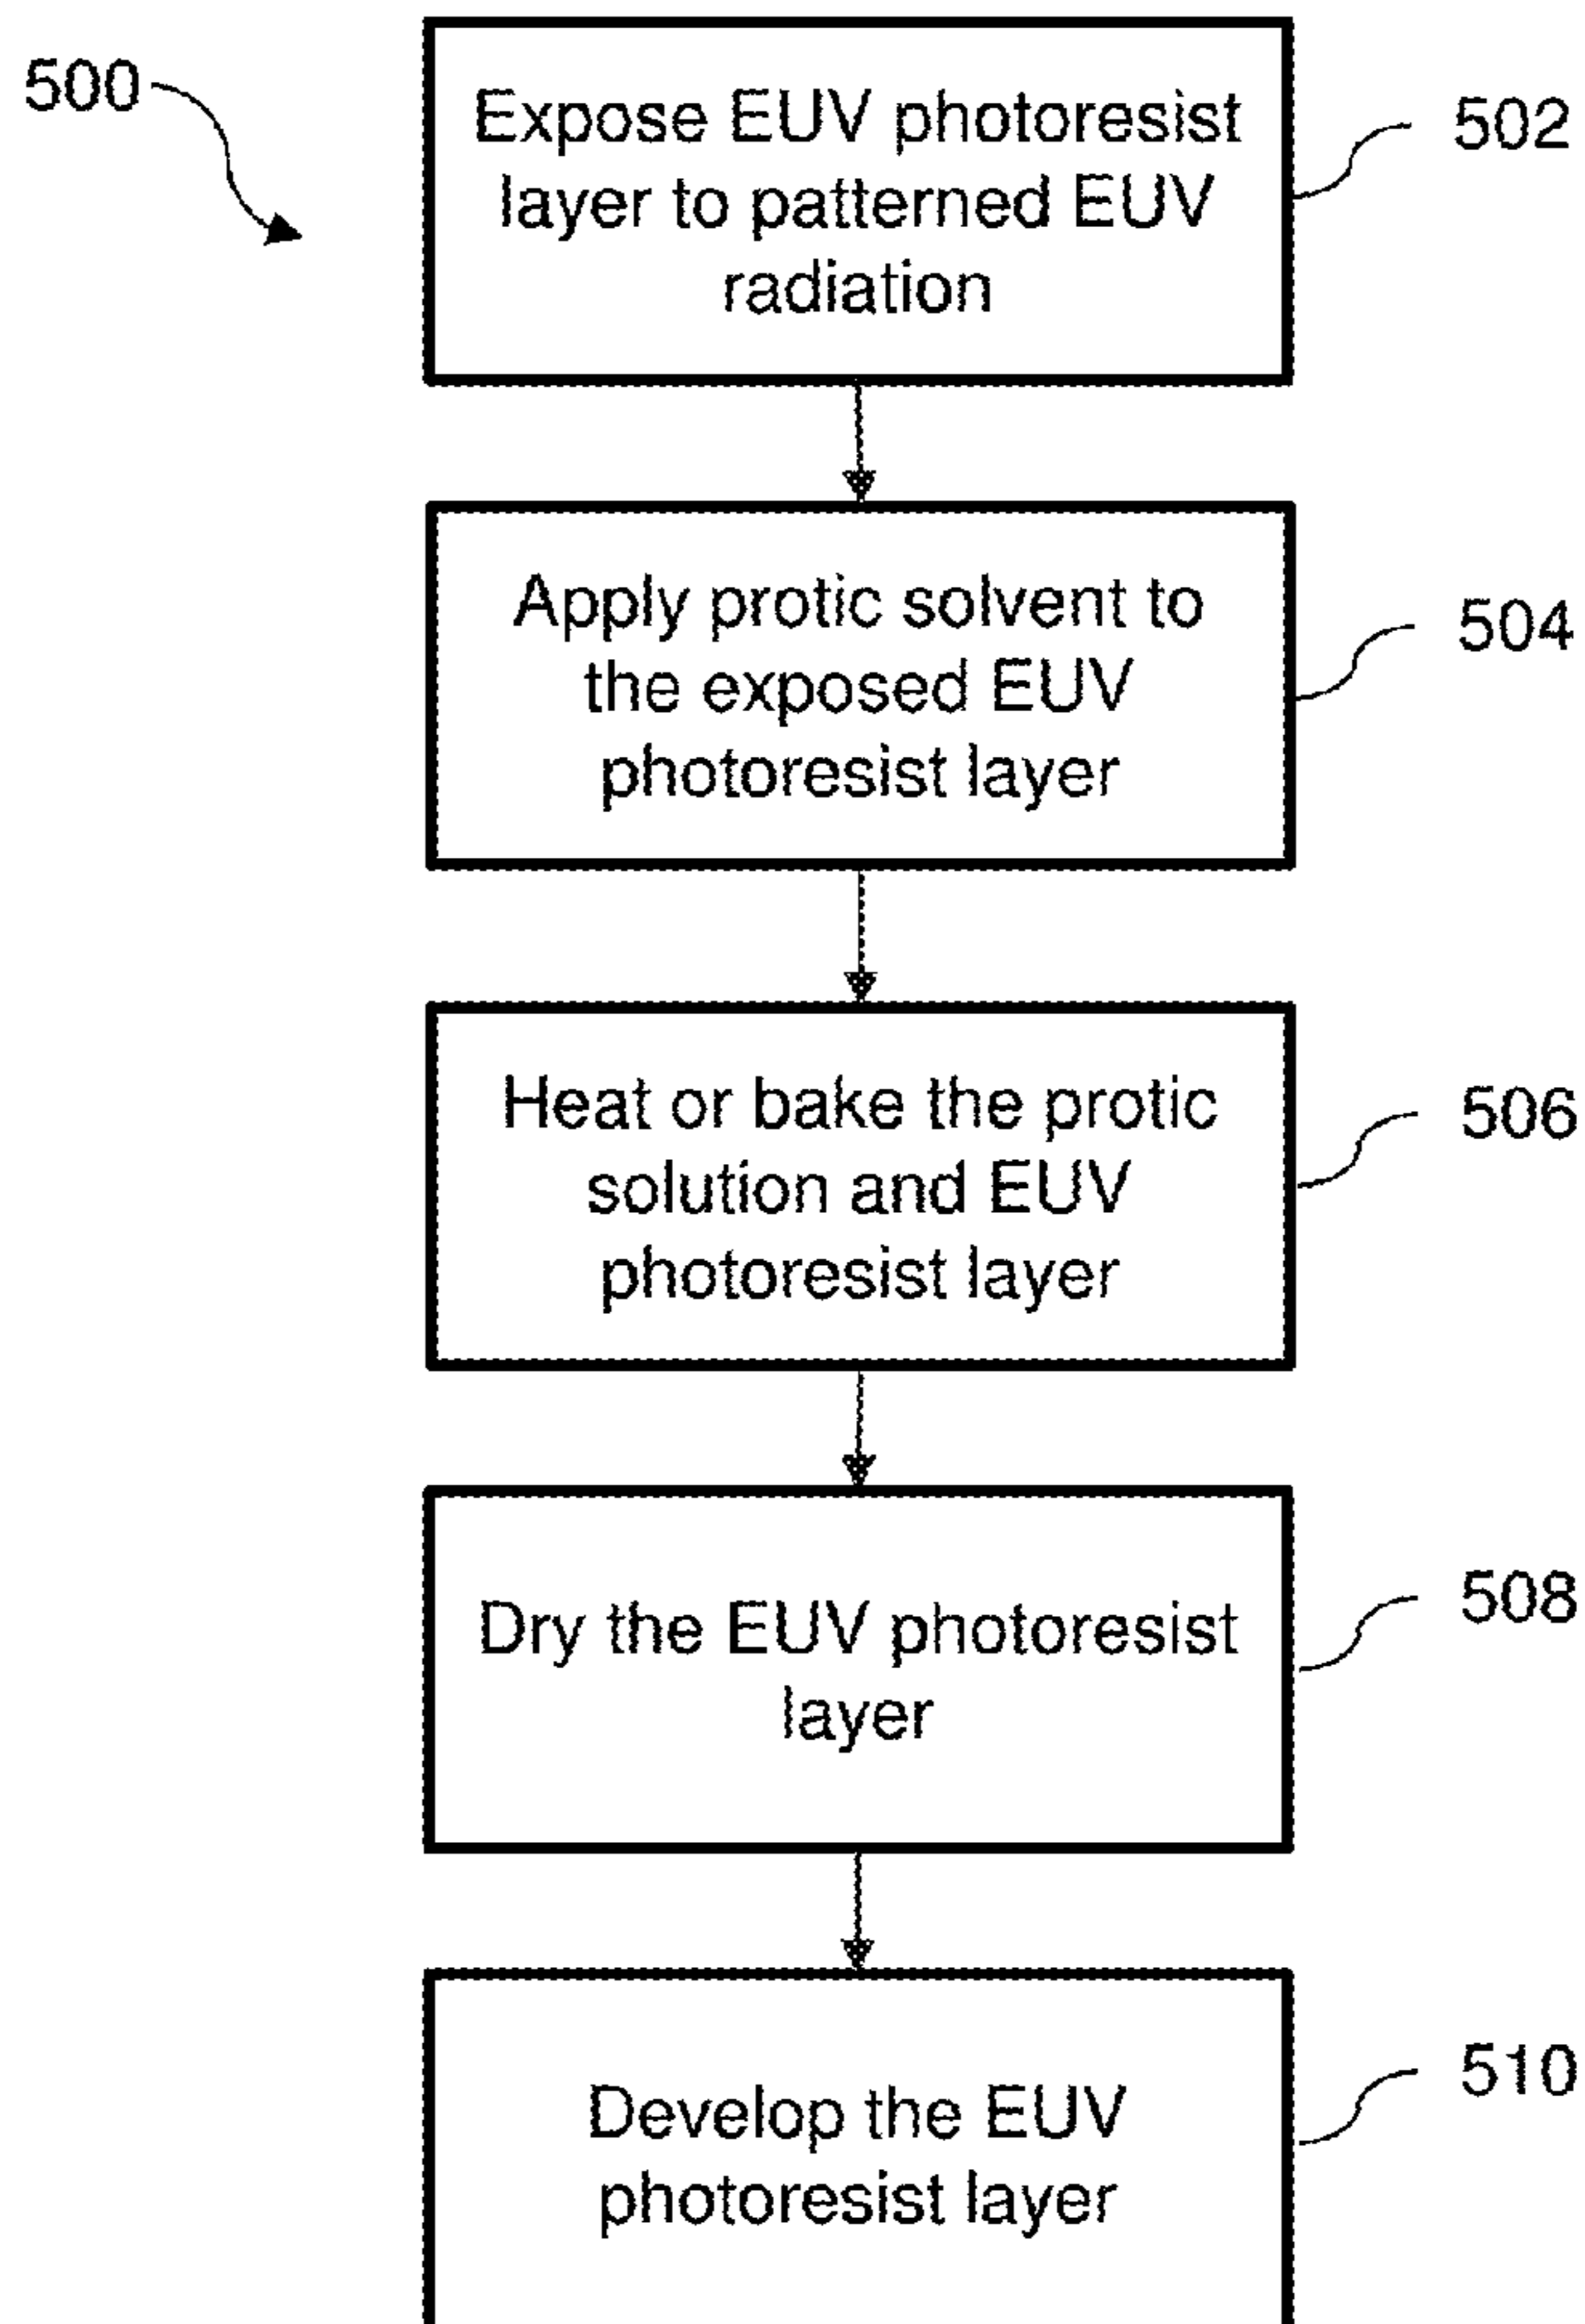 500
Expose EUV photoresist
layer to patterned EUV
radiation
502
Apply protic solvent to
the exposed EUV
photoresist layer
504
Heat or bake the protic
solution and EUV
photoresist layer
506
Dry the EUV photoresist
layer
508
Develop the EUV
photoresist layer
510